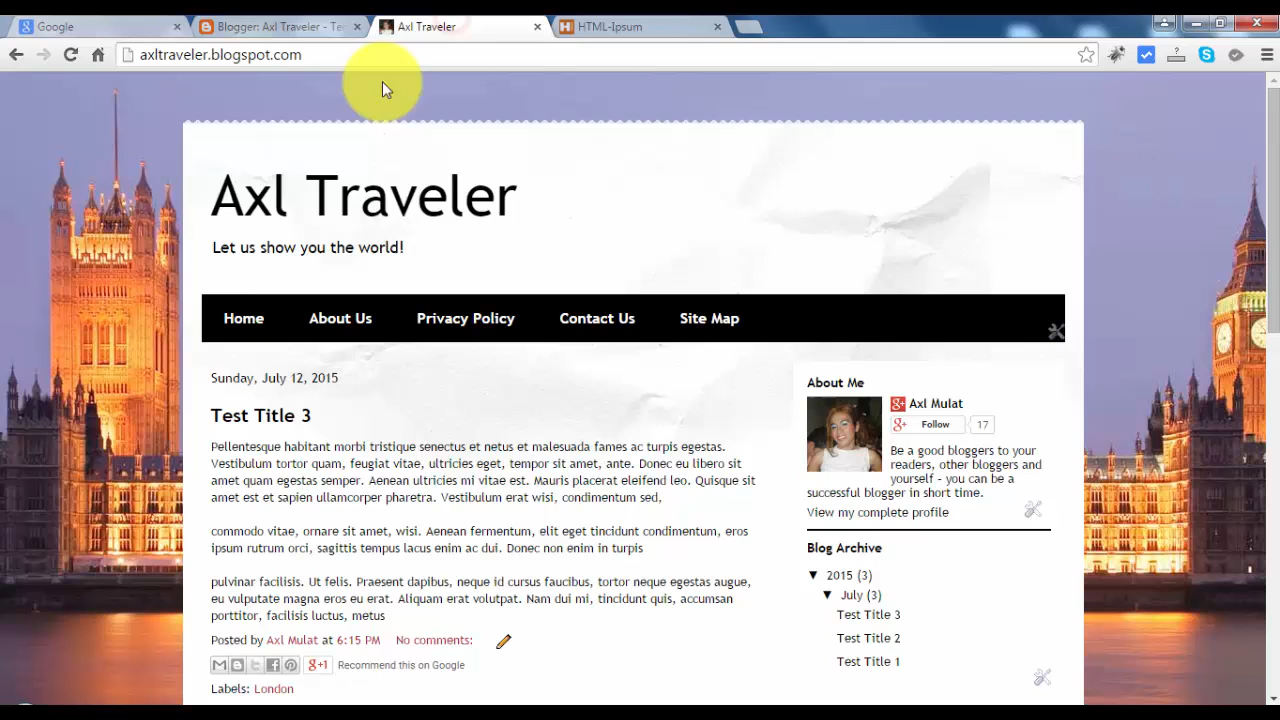 Google
Blogger: Axl Traveler - Te
Axl Traveler
HTML-Ipsum
axltraveler.blogspot.com
Axl Traveler
Let us show you the world!
Home About Us Privacy Policy Contact Us Site Map
Sunday, July 12, 2015
Test Title 3
Pellentesque habitant morbi tristique senectus et netus et malesuada fames ac turpis egestas.
Vestibulum tortor quam, feugiat vitae, ultricies eget, tempor sit amet, ante. Donec eu libero sit
amet quam egestas semper. Aenean ultricies mi vitae est. Mauris placerat eleifend leo. Quisque sit
amet est et sapien ullamcorper pharetra. Vestibulum erat wisi, condimentum sed,
commodo vitae, ornare sit amet, wisi. Aenean fermentum, elit eget tincidunt condimentum, eros
ipsum rutrum orci, sagittis tempus lacus enim ac dui. Donec non enim in turpis
pulvinar facilisis. Ut felis. Praesent dapibus, neque id cursus faucibus, tortor neque egestas augue,
eu vulputate magna eros eu erat. Aliquam erat volutpat. Nam dui mi, tincidunt quis, accumsan
porttitor, facilisis luctus, metus
Posted by Axl Mulat at 6:15 PM No comments:
g+1 Recommend this on Google
Labels: London
About Me
g+ Axl Mulat
g+ Follow 17
Be a good bloggers to your
readers, other bloggers and
yourself - you can be a
successful blogger in short time.
View my complete profile
Blog Archive
▼ 2015 (3)
▼ July (3)
Test Title 3
Test Title 2
Test Title 1